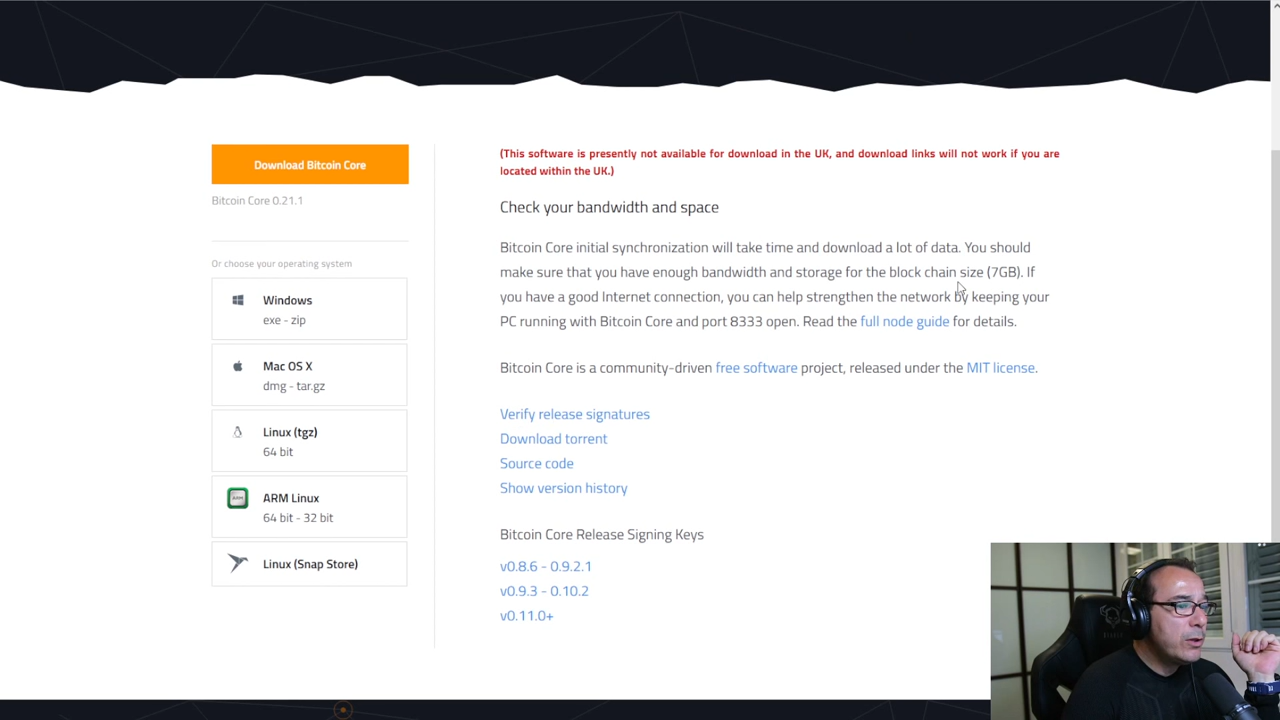 Download Bitcoin Core
Bitcoin Core 0.21.1
Or choose your operating system
Windows
exe - zip
Mac OS X
dmg - tar.gz
Linux (tgz)
64 bit
ARM Linux
64 bit - 32 bit
Linux (Snap Store)
(This software is presently not available for download in the UK, and download links will not work if you are
located within the UK.)
Check your bandwidth and space
Bitcoin Core initial synchronization will take time and download a lot of data. You should
make sure that you have enough bandwidth and storage for the block chain size (7GB). If
you have a good Internet connection, you can help strengthen the network by keeping your
PC running with Bitcoin Core and port 8333 open. Read the full node guide for details.
Bitcoin Core is a community-driven free software project, released under the MIT license.
Verify release signatures
Download torrent
Source code
Show version history
Bitcoin Core Release Signing Keys
v0.8.6 - 0.9.2.1
v0.9.3 - 0.10.2
v0.11.0+